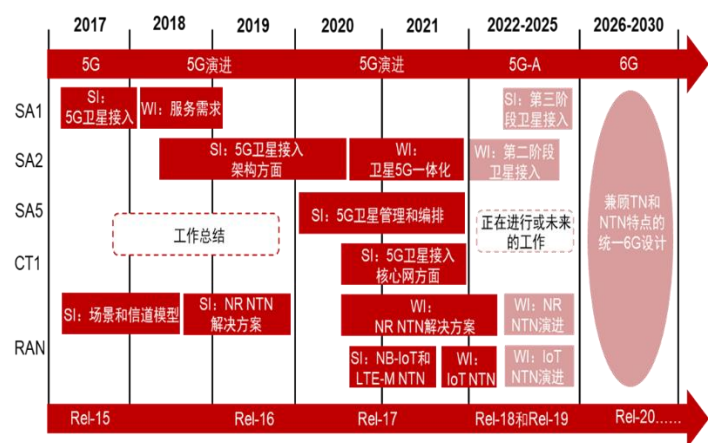 2017 2018 2019 2020 2021 2022-2025 2026-2030
5G 5G演进 5G演进 5G-A 6G
SA1
SI：
5G卫星接入
WI：服务需求
SI：第三阶
段卫星接入
SA2
SI：5G卫星接入
架构方面
WI：
卫星5G一体化
WI：第二阶段
卫星接入
SA5
SI：5G卫星管理和编排
工作总结
正在进行或未来
的工作
兼顾TN和
NTN特点的
统一6G设计
CT1
SI：5G卫星接入
核心网方面
RAN
SI：场景和信道模型
SI：NR NTN
解决方案
WI：
NR NTN解决方案
WI：NR
NTN演进
SI：NB-IoT和
LTE-M NTN
WI：
IoT NTN
WI：IoT
NTN演进
Rel-15 Rel-16 Rel-17 Rel-18和Rel-19 Rel-20……